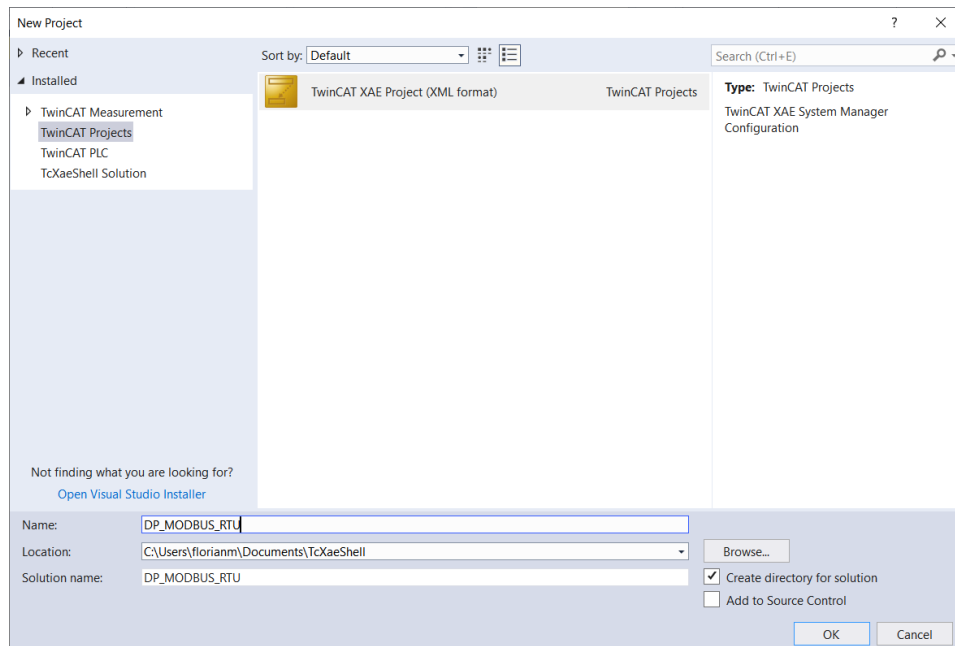 New Project
?
Recent
Installed
TwinCAT Measurement
TwinCAT Projects
TwinCAT PLC
TcXaeShell Solution
Not finding what you are looking for?
Open Visual Studio Installer
Sort by: Default
TwinCAT XAE Project (XML format) TwinCAT Projects
Search (Ctrl+E)
Type: TwinCAT Projects
TwinCAT XAE System Manager
Configuration
Name: DP_MODBUS_RTU
Location: C:\Users\florianm\Documents\TcXaeShell Browse...
Solution name: DP_MODBUS_RTU
Create directory for solution
Add to Source Control
OK Cancel